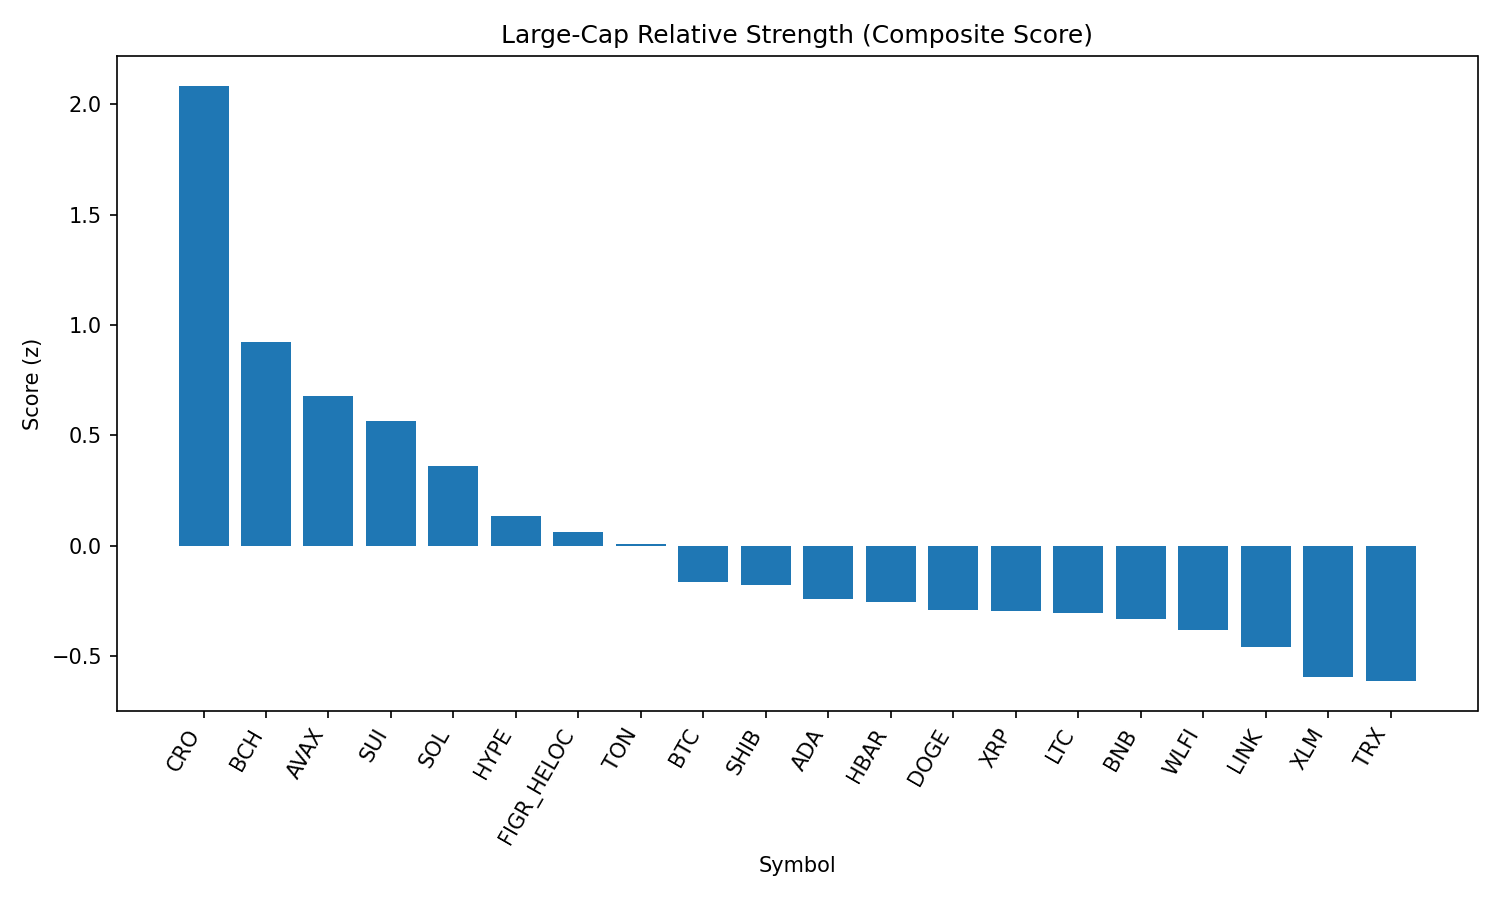 Large-Cap Relative Strength (Composite Score)
Score (z)
2.0
1.5
1.0
0.5
0.0
−0.5
CRO
BCH
AVAX
SUI
SOL
HYPE
FIGR_HELOC
TON
BTC
SHIB
ADA
HBAR
DOGE
XRP
LTC
BNB
WLFI
LINK
XLM
TRX
Symbol